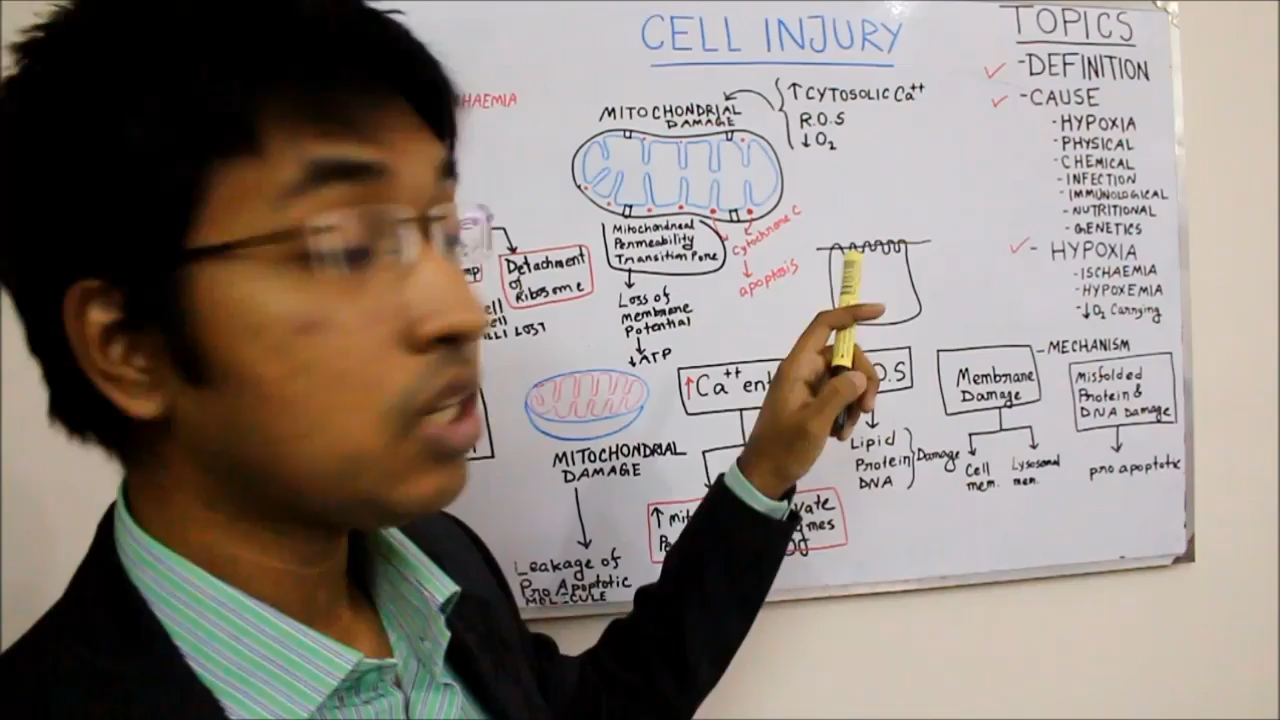 CELL INJURY
HAEMIA
MITOCHONDRIAL
DAMAGE
↑ CYTOSOLIC Ca++
R.O.S
↓O2
Mitochondrial
Permeability
Transition Pore
Cytochrome C
apoptosis
Detachment
of
Ribosome
LOST
Loss of
Membrane
Potential
↓ATP
MITOCHONDRIAL
DAMAGE
Leakage of
Pro Apoptotic
MOLECULE
↑Ca++ ent
O.S
Lipid
Protein
DNA
Damage
Membrane
Damage
Cell
mem.
Lysosomal
mem.
Misfolded
Protein &
DNA Damage
pro apoptotic
TOPICS
✓ -DEFINITION
✓ -CAUSE
-HYPOXIA
-PHYSICAL
-CHEMICAL
-INFECTION
-IMMUNOLOGICAL
-NUTRITIONAL
-GENETICS
✓ - HYPOXIA
-ISCHAEMIA
-HYPOXEMIA
-↓O2 Carrying
-MECHANISM